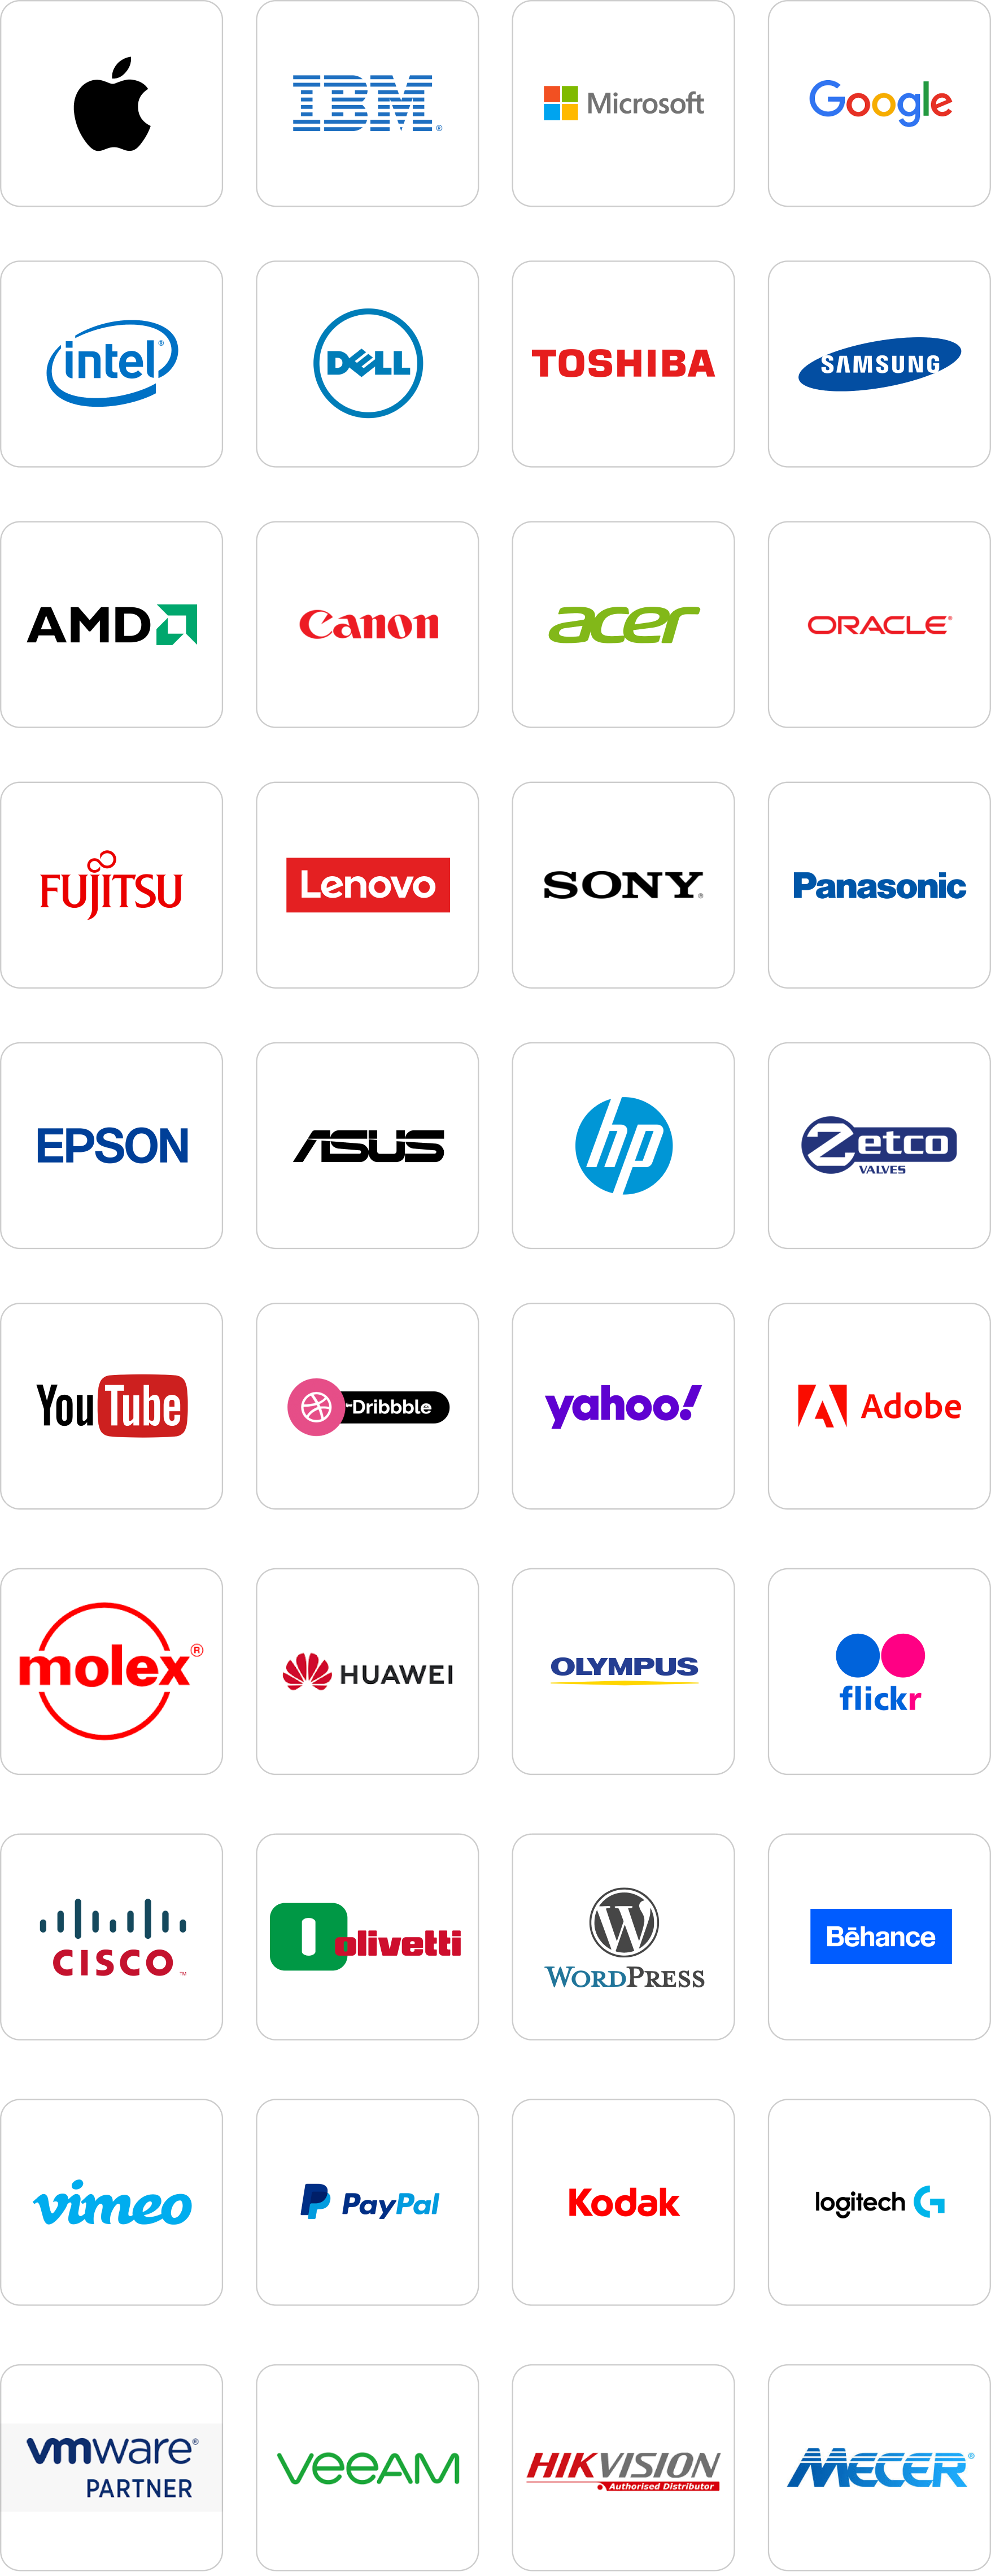 IBM®
Microsoft
Google
intel®
DELL
TOSHIBA
SAMSUNG
AMD
Canon
acer
ORACLE®
FUJITSU
Lenovo
SONY®
Panasonic
EPSON
ASUS
hp
Zetco
VALVES
YouTube
Dribbble
yahoo!
Adobe
molex®
HUAWEI
OLYMPUS
flickr
CISCO™
olivetti
W
WORDPRESS
Bēhance
vimeo
PayPal
Kodak
logitech G
vmware®
PARTNER
veeAM
HIKVISION
Authorised Distributor
MECER®